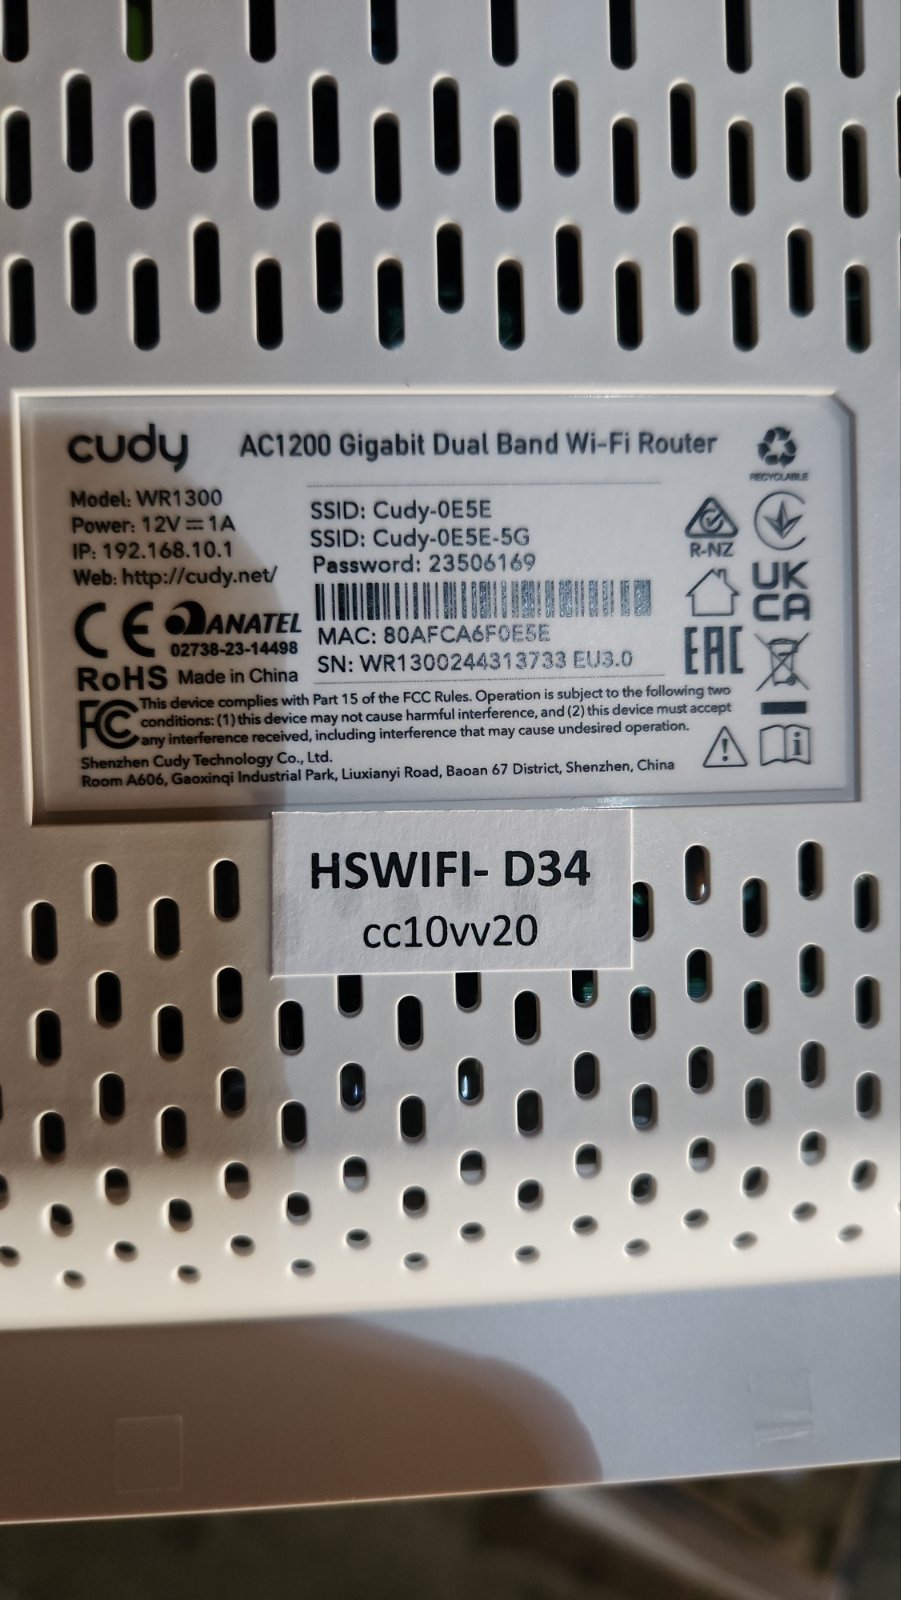 cudy
AC1200 Gigabit Dual Band Wi-Fi Router
RECYCLABLE
Model: WR1300
Power: 12V⎓1A
IP: 192.168.10.1
Web: http://cudy.net/
SSID: Cudy-0E5E
SSID: Cudy-0E5E-5G
Password: 23506169
MAC: 80AFCA6F0E5E
SN: WR1300244313733 EU3.0
R-NZ
UK
CA
EAC
CE
ANATEL
02738-23-14498
RoHS Made in China
FC
This device complies with Part 15 of the FCC Rules. Operation is subject to the following two
conditions: (1) this device may not cause harmful interference, and (2) this device must accept
any interference received, including interference that may cause undesired operation.
Shenzhen Cudy Technology Co., Ltd.
Room A606, Gaoxinqi Industrial Park, Liuxianyi Road, Baoan 67 District, Shenzhen, China
HSWIFI- D34
cc10vv20